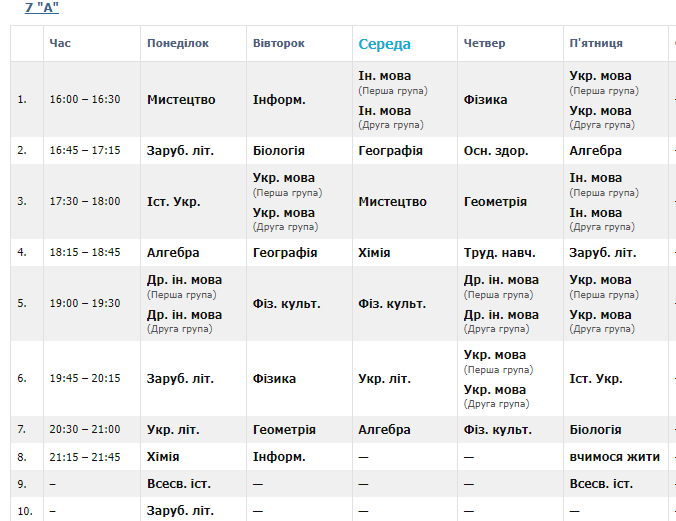 7 "А"
Час Понеділок Вівторок Середа Четвер П'ятниця
1. 16:00 – 16:30 Мистецтво Інформ. Ін. мова (Перша група) Ін. мова (Друга група) Фізика Укр. мова (Перша група) Укр. мова (Друга група)
2. 16:45 – 17:15 Заруб. літ. Біологія Географія Осн. здор. Алгебра
3. 17:30 – 18:00 Іст. Укр. Укр. мова (Перша група) Укр. мова (Друга група) Мистецтво Геометрія Ін. мова (Перша група) Ін. мова (Друга група)
4. 18:15 – 18:45 Алгебра Географія Хімія Труд. навч. Заруб. літ.
5. 19:00 – 19:30 Др. ін. мова (Перша група) Др. ін. мова (Друга група) Фіз. культ. Фіз. культ. Др. ін. мова (Перша група) Др. ін. мова (Друга група) Укр. мова (Перша група) Укр. мова (Друга група)
6. 19:45 – 20:15 Заруб. літ. Фізика Укр. літ. Укр. мова (Перша група) Укр. мова (Друга група) Іст. Укр.
7. 20:30 – 21:00 Укр. літ. Геометрія Алгебра Фіз. культ. Біологія
8. 21:15 – 21:45 Хімія Інформ. — — вчимося жити
9. – Всесв. іст. — — — Всесв. іст.
10. – Заруб. літ. — — — —